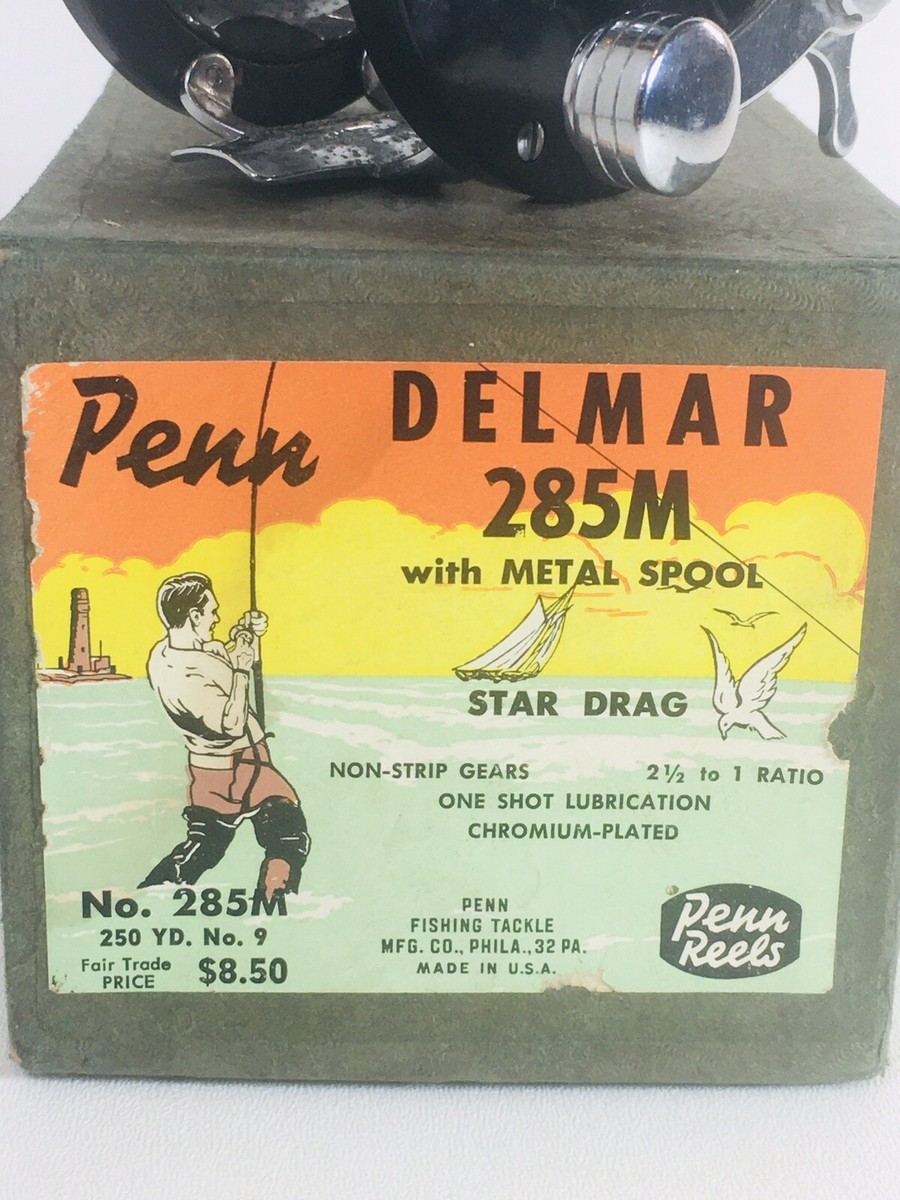 Penn
DELMAR
285M
with METAL SPOOL
STAR DRAG
NON-STRIP GEARS 2½ to 1 RATIO
ONE SHOT LUBRICATION
CHROMIUM-PLATED
No. 285M
250 YD. No. 9
Fair Trade
PRICE $8.50
PENN
FISHING TACKLE
MFG. CO., PHILA., 32 PA.
MADE IN U.S.A.
Penn
Reels